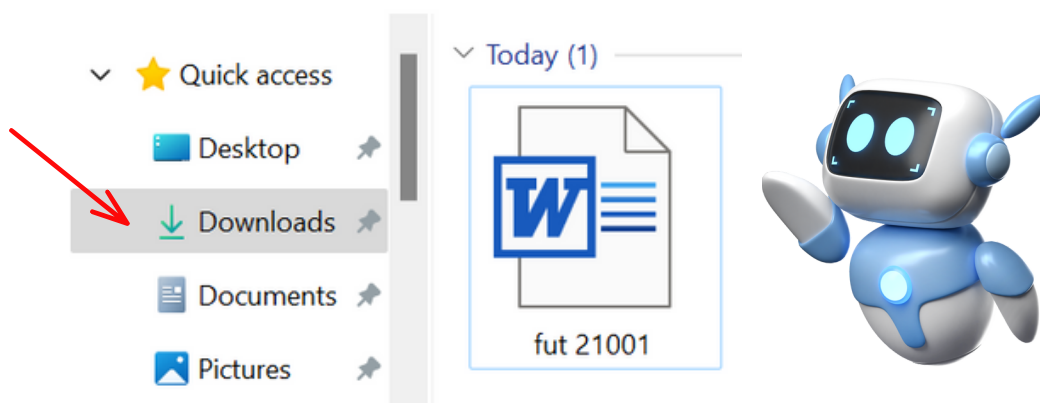 Quick access
Desktop
Downloads
Documents
Pictures
Today (1)
W
fut 21001